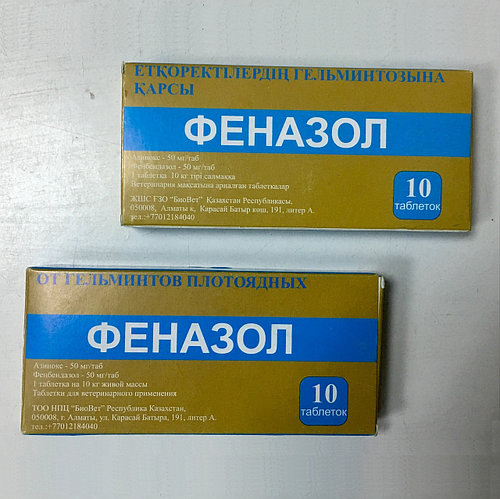 ЕТҚОРЕКТІЛЕРДІҢ ГЕЛЬМИНТОЗЫНА
ҚАРСЫ
ФЕНАЗОЛ
Азинокс - 50 мг/таб
Фенбендазол - 50 мг/таб
1 таблетка 10 кг тірі салмаққа
Ветеринария мақсатына арналған таблеткалар
ЖШС ҒЗО "БиоВет" Қазақстан Республикасы,
050008, Алматы қ, Карасай Батыр көш, 191, литер А.
тел.:+77012184040
10
таблеток
ОТ ГЕЛЬМИНТОВ ПЛОТОЯДНЫХ
ФЕНАЗОЛ
Азинокс - 50 мг/таб
Фенбендазол - 50 мг/таб
1 таблетка на 10 кг живой массы
Таблетки для ветеринарного применения
ТОО НПЦ "БиоВет" Республика Казахстан,
050008, г. Алматы, ул. Карасай Батыра, 191, литер А.
тел.:+77012184040
10
таблеток